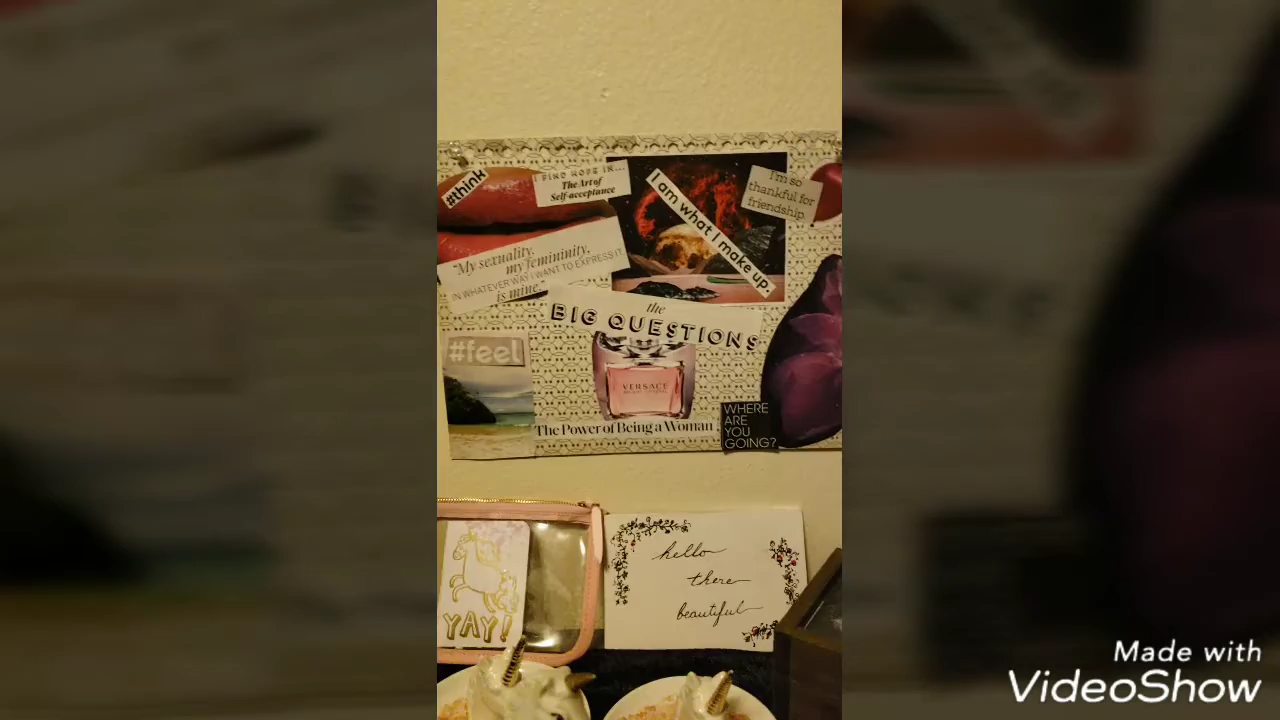 #think
I FIND HOPE IN...
The Art of
Self-acceptance
I am what I make up.
I'm so
thankful for
friendship.
"My sexuality,
my femininity,
IN WHATEVER WAY I WANT TO EXPRESS IT
is mine."
the
BIG QUESTIONS
#feel
VERSACE
The Power of Being a Woman
WHERE
ARE
YOU
GOING?
YAY!
hello
there
beautiful
Made with
VideoShow